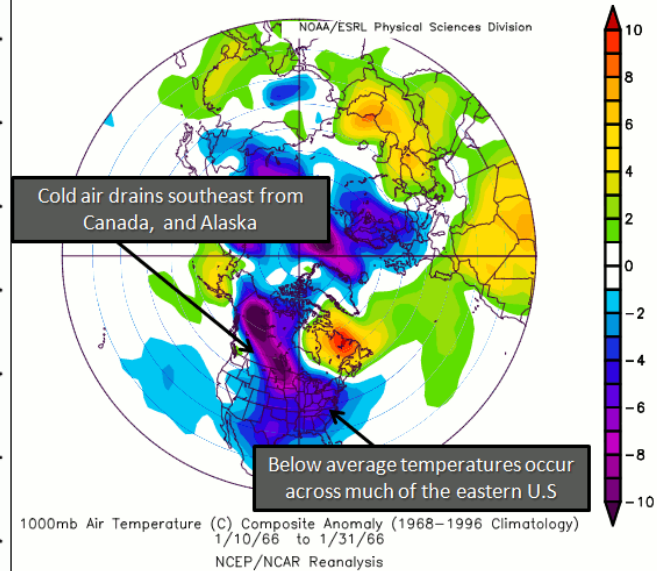 NOAA/ESRL Physical Sciences Division
10
8
6
4
2
0
-2
-4
-6
-8
-10
Cold air drains southeast from
Canada, and Alaska
Below average temperatures occur
across much of the eastern U.S
1000mb Air Temperature (C) Composite Anomaly (1968-1996 Climatology)
1/10/66 to 1/31/66
NCEP/NCAR Reanalysis